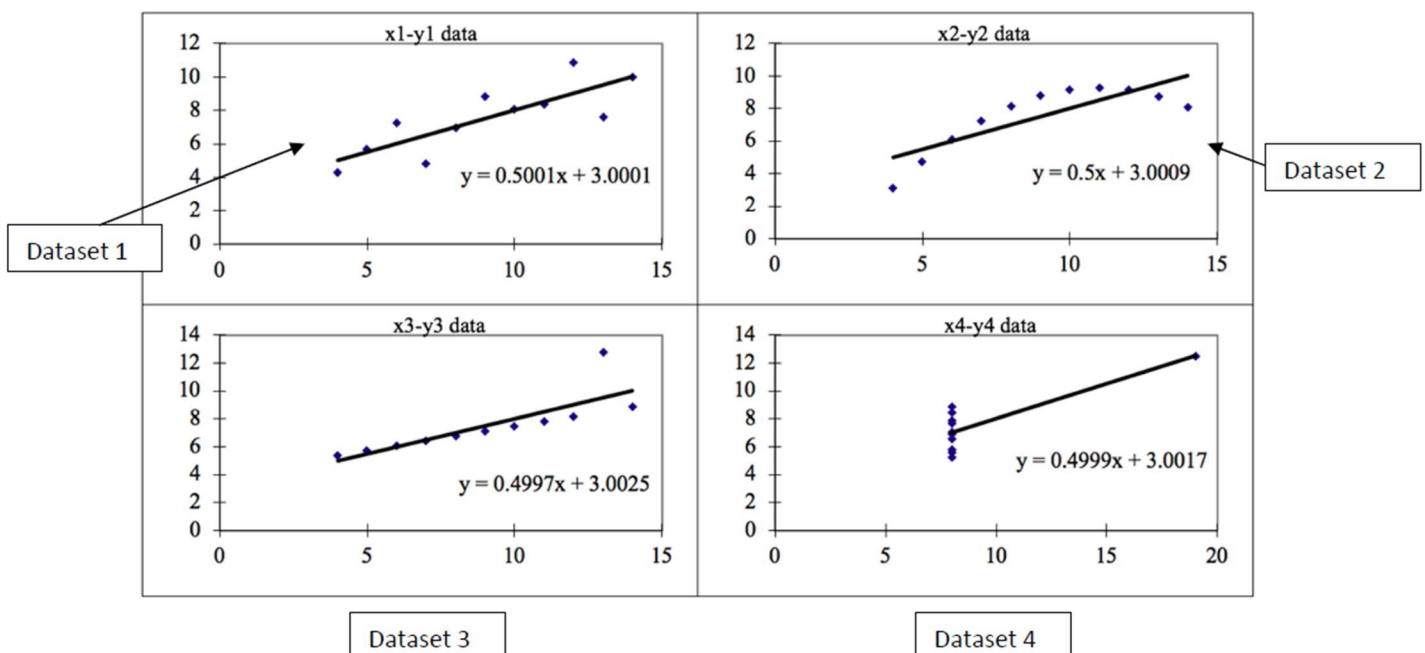 x1-y1 data
12
10
8
6
4
2
0
0 5 10 15
y = 0.5001x + 3.0001
Dataset 1
x2-y2 data
12
10
8
6
4
2
0
0 5 10 15
y = 0.5x + 3.0009
Dataset 2
x3-y3 data
14
12
10
8
6
4
2
0
0 5 10 15
y = 0.4997x + 3.0025
x4-y4 data
14
12
10
8
6
4
2
0
0 5 10 15 20
y = 0.4999x + 3.0017
Dataset 3
Dataset 4